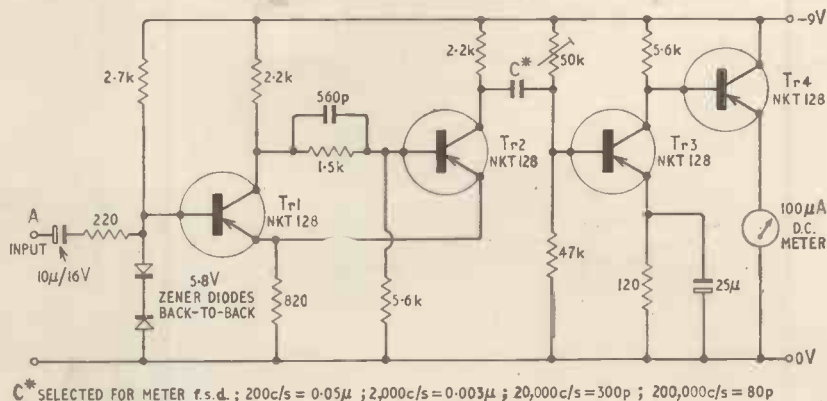 -9V
2·7k
2·2k
2·2k
C*
50k
5·6k
Tr4
NKT 128
560p
1·5k
Tr2
NKT 128
Tr3
NKT 128
A
INPUT
10μ/16V
220
Tr1
NKT 128
100μA
D.C.
METER
5·8V
ZENER DIODES
BACK-TO-BACK
820
5·6k
47k
120
25μ
0V
C* SELECTED FOR METER f.s.d. ; 200c/s = 0·05μ ; 2,000c/s = 0·003μ ; 20,000c/s = 300p ; 200,000c/s = 80p